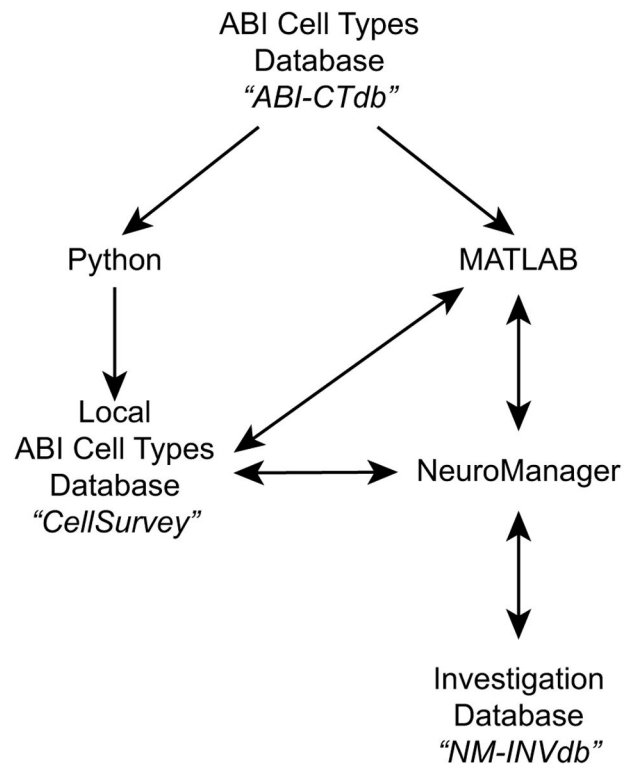 ABI Cell Types
Database
“ABI-CTdb”
Python
MATLAB
Local
ABI Cell Types
Database
“CellSurvey”
NeuroManager
Investigation
Database
“NM-INVdb”